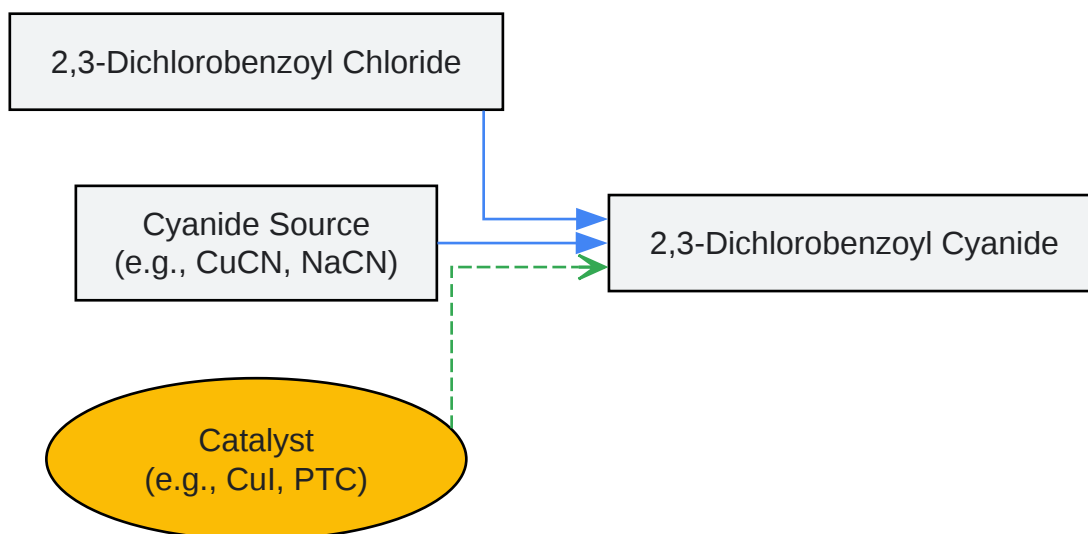 2,3-Dichlorobenzoyl Chloride
Cyanide Source
(e.g., CuCN, NaCN)
2,3-Dichlorobenzoyl Cyanide
Catalyst
(e.g., CuI, PTC)